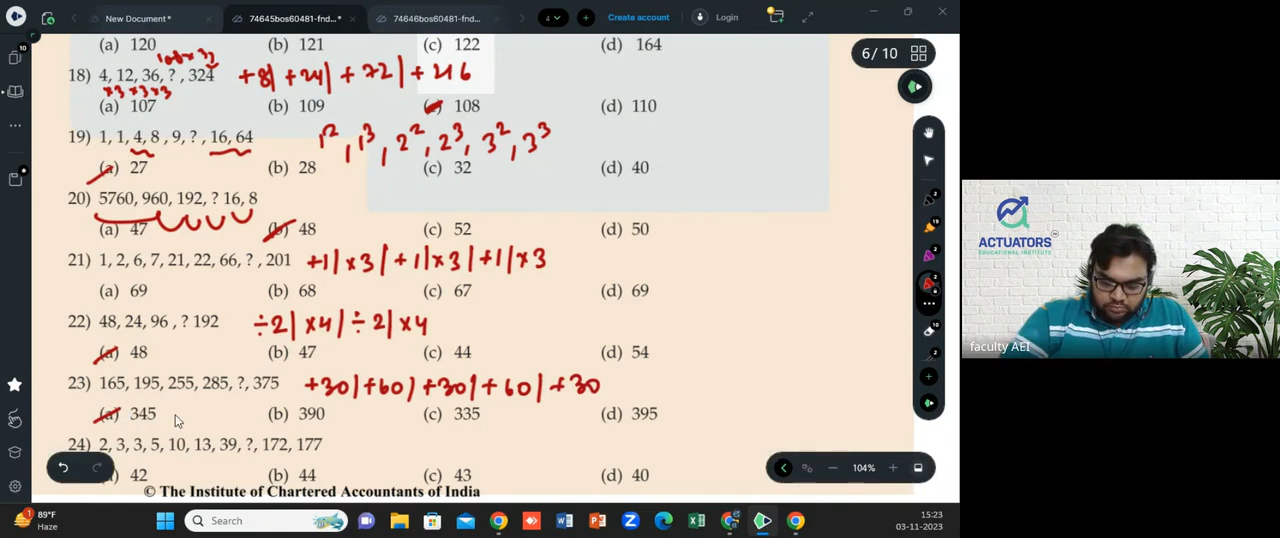 New Document*
74645bos60481-fnd...*
74646bos60481-fnd...
4
Create account
Login
(a) 120 (b) 121 (c) 122 (d) 164
6 / 10
108 × 3
18) 4, 12, 36, ? , 324 +8| +24| + 72| + 216
×3 ×3 ×3
(a) 107 (b) 109 (c) 108 (d) 110
19) 1, 1, 4, 8 , 9, ? , 16, 64 1², 1³, 2², 2³, 3², 3³
(a) 27 (b) 28 (c) 32 (d) 40
20) 5760, 960, 192, ? 16, 8
(a) 47 (b) 48 (c) 52 (d) 50
21) 1, 2, 6, 7, 21, 22, 66, ? , 201 +1| ×3| +1| ×3| +1| ×3
(a) 69 (b) 68 (c) 67 (d) 69
22) 48, 24, 96 , ? 192 ÷2| ×4| ÷2| ×4
(a) 48 (b) 47 (c) 44 (d) 54
23) 165, 195, 255, 285, ?, 375 +30| +60| +30| +60| +30
(a) 345 (b) 390 (c) 335 (d) 395
24) 2, 3, 3, 5, 10, 13, 39, ?, 172, 177
) 42 (b) 44 (c) 43 (d) 40
© The Institute of Chartered Accountants of India
104%
ACTUATORS
EDUCATIONAL INSTITUTE
faculty AEI
89°F
Haze
Search
15:23
03-11-2023